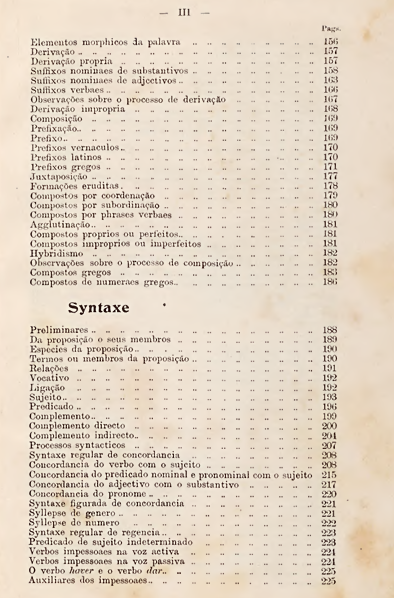 — III —
Pags.
Elementos morphicos da palavra .. .. .. .. .. .. .. .. 156
Derivação .. .. .. .. .. .. .. .. .. .. .. .. 157
Derivação propria .. .. .. .. .. .. .. .. .. .. 157
Suffixos nominaes de substantivos .. .. .. .. .. .. .. 158
Suffixos nominaes de adjectivos .. .. .. .. .. .. .. 163
Suffixos verbaes .. .. .. .. .. .. .. .. .. .. 166
Observações sobre o processo de derivação .. .. .. .. .. 167
Derivação impropria .. .. .. .. .. .. .. .. .. 168
Composição .. .. .. .. .. .. .. .. .. .. .. 169
Prefixação .. .. .. .. .. .. .. .. .. .. .. 169
Prefixo .. .. .. .. .. .. .. .. .. .. .. .. 169
Prefixos vernaculos .. .. .. .. .. .. .. .. .. 170
Prefixos latinos .. .. .. .. .. .. .. .. .. .. 170
Prefixos gregos .. .. .. .. .. .. .. .. .. .. 171
Juxtaposição .. .. .. .. .. .. .. .. .. .. .. 177
Formações eruditas .. .. .. .. .. .. .. .. .. 178
Compostos por coordenação .. .. .. .. .. .. .. .. 179
Compostos por subordinação .. .. .. .. .. .. .. .. 180
Compostos por phrases verbaes .. .. .. .. .. .. .. 180
Agglutinação .. .. .. .. .. .. .. .. .. .. .. 181
Compostos proprios ou perfeitos .. .. .. .. .. .. .. 181
Compostos improprios ou imperfeitos .. .. .. .. .. .. 181
Hybridismo .. .. .. .. .. .. .. .. .. .. .. 182
Observações sobre o processo de composição .. .. .. .. .. 182
Compostos gregos .. .. .. .. .. .. .. .. .. .. 183
Compostos de numeraes gregos .. .. .. .. .. .. .. 186
Syntaxe
Preliminares .. .. .. .. .. .. .. .. .. .. .. 188
Da proposição e seus membros .. .. .. .. .. .. .. 189
Especies da proposição .. .. .. .. .. .. .. .. .. 190
Termos ou membros da proposição .. .. .. .. .. .. .. 190
Relações .. .. .. .. .. .. .. .. .. .. .. .. 191
Vocativo .. .. .. .. .. .. .. .. .. .. .. .. 192
Ligação .. .. .. .. .. .. .. .. .. .. .. .. 192
Sujeito .. .. .. .. .. .. .. .. .. .. .. .. 193
Predicado .. .. .. .. .. .. .. .. .. .. .. .. 196
Complemento .. .. .. .. .. .. .. .. .. .. .. 199
Complemento directo .. .. .. .. .. .. .. .. .. 200
Complemento indirecto .. .. .. .. .. .. .. .. .. 204
Processos syntacticos .. .. .. .. .. .. .. .. .. 207
Syntaxe regular de concordancia .. .. .. .. .. .. .. 208
Concordancia do verbo com o sujeito .. .. .. .. .. .. 208
Concordancia do predicado nominal e pronominal com o sujeito 215
Concordancia do adjectivo com o substantivo .. .. .. .. 217
Concordancia do pronome .. .. .. .. .. .. .. .. 220
Syntaxe figurada de concordancia .. .. .. .. .. .. .. 221
Syllepse de genero .. .. .. .. .. .. .. .. .. .. 221
Syllepse de numero .. .. .. .. .. .. .. .. .. .. 222
Syntaxe regular de regencia .. .. .. .. .. .. .. .. 223
Predicado de sujeito indeterminado .. .. .. .. .. .. 223
Verbos impessoaes na voz activa .. .. .. .. .. .. .. 224
Verbos impessoaes na voz passiva .. .. .. .. .. .. .. 224
O verbo haver e o verbo dar .. .. .. .. .. .. .. .. 225
Auxiliares dos impessoaes .. .. .. .. .. .. .. .. 225